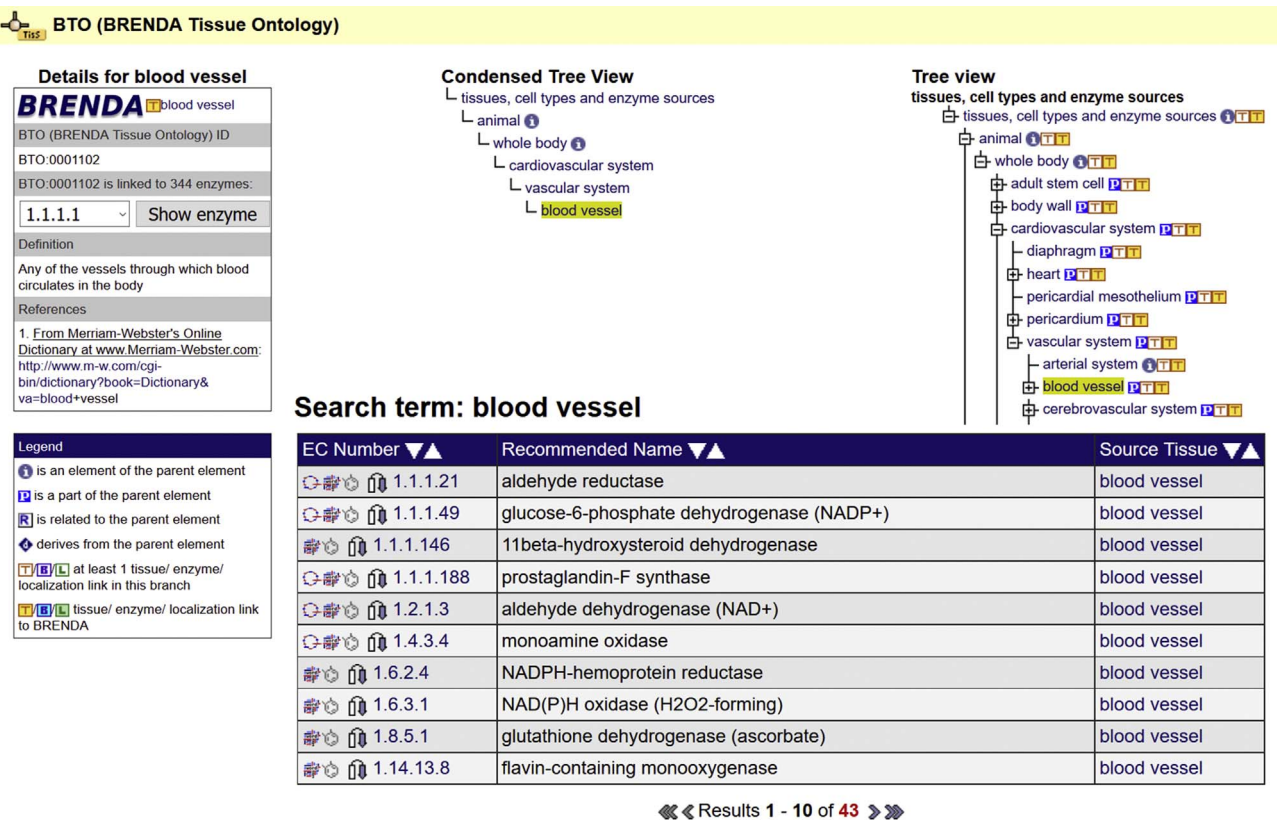 TissS
BTO (BRENDA Tissue Ontology)
Details for blood vessel
BRENDA T blood vessel
BTO (BRENDA Tissue Ontology) ID
BTO:0001102
BTO:0001102 is linked to 344 enzymes:
1.1.1.1 Show enzyme
Definition
Any of the vessels through which blood
circulates in the body
References
1. From Merriam-Webster's Online
Dictionary at www.Merriam-Webster.com:
http://www.m-w.com/cgi-
bin/dictionary?book=Dictionary&
va=blood+vessel
Legend
i is an element of the parent element
P is a part of the parent element
R is related to the parent element
d derives from the parent element
T/E/L at least 1 tissue/ enzyme/
localization link in this branch
T/E/L tissue/ enzyme/ localization link
to BRENDA
Condensed Tree View
tissues, cell types and enzyme sources
animal i
whole body i
cardiovascular system
vascular system
blood vessel
Tree view
tissues, cell types and enzyme sources
tissues, cell types and enzyme sources i T T
animal i T T
whole body i T T
adult stem cell P T T
body wall P T T
cardiovascular system P T T
diaphragm P T T
heart P T T
pericardial mesothelium P T T
pericardium P T T
vascular system P T T
arterial system i T T
blood vessel P T T
cerebrovascular system P T T
Search term: blood vessel
EC Number Recommended Name Source Tissue
1.1.1.21 aldehyde reductase blood vessel
1.1.1.49 glucose-6-phosphate dehydrogenase (NADP+) blood vessel
1.1.1.146 11beta-hydroxysteroid dehydrogenase blood vessel
1.1.1.188 prostaglandin-F synthase blood vessel
1.2.1.3 aldehyde dehydrogenase (NAD+) blood vessel
1.4.3.4 monoamine oxidase blood vessel
1.6.2.4 NADPH-hemoprotein reductase blood vessel
1.6.3.1 NAD(P)H oxidase (H2O2-forming) blood vessel
1.8.5.1 glutathione dehydrogenase (ascorbate) blood vessel
1.14.13.8 flavin-containing monooxygenase blood vessel
Results 1 - 10 of 43